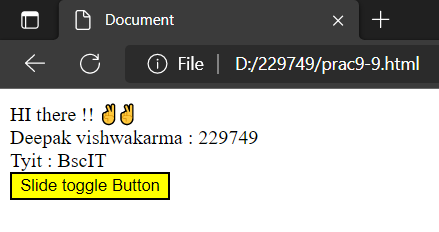 Document
File
D:/229749/prac9-9.html
HI there !! ✌✌
Deepak vishwakarma : 229749
Tyit : BscIT
Slide toggle Button